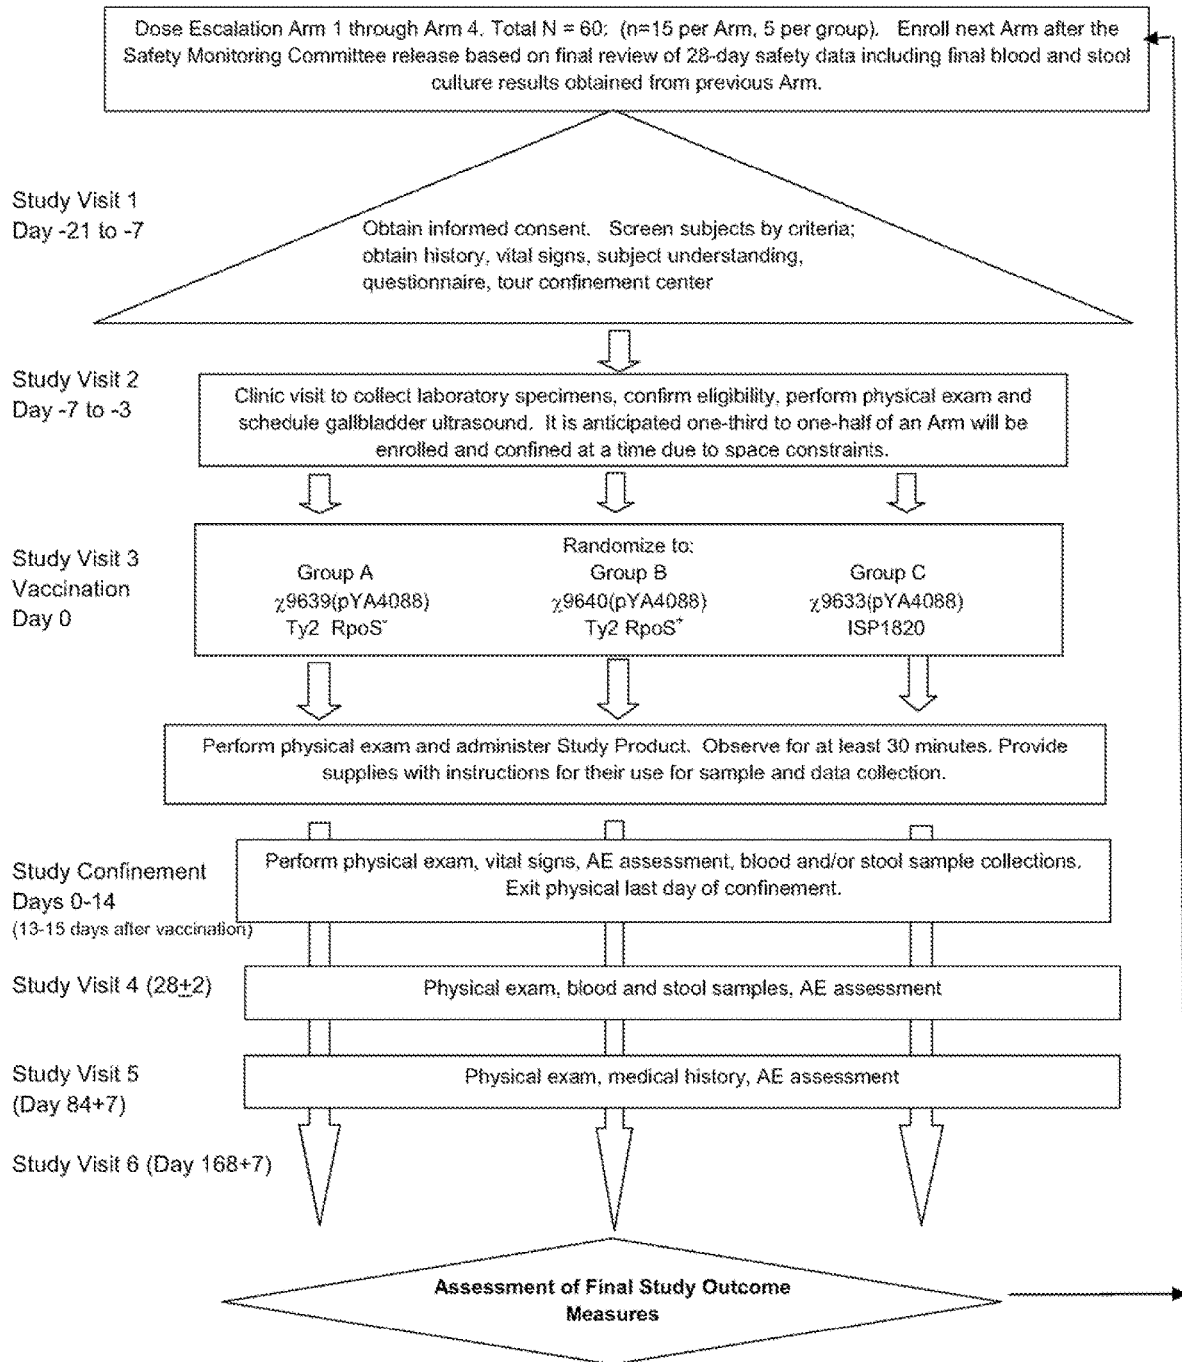 Dose Escalation Arm 1 through Arm 4. Total N = 60: (n=15 per Arm, 5 per group). Enroll next Arm after the
Safety Monitoring Committee release based on final review of 28-day safety data including final blood and stool
culture results obtained from previous Arm.
Study Visit 1
Day -21 to -7
Obtain informed consent. Screen subjects by criteria;
obtain history, vital signs, subject understanding,
questionnaire, tour confinement center
Study Visit 2
Day -7 to -3
Clinic visit to collect laboratory specimens, confirm eligibility, perform physical exam and
schedule gallbladder ultrasound. It is anticipated one-third to one-half of an Arm will be
enrolled and confined at a time due to space constraints.
Study Visit 3
Vaccination
Day 0
Randomize to:
Group A
χ9639(pYA4088)
Ty2 RpoS⁻
Group B
χ9640(pYA4088)
Ty2 RpoS⁺
Group C
χ9633(pYA4088)
ISP1820
Perform physical exam and administer Study Product. Observe for at least 30 minutes. Provide
supplies with instructions for their use for sample and data collection.
Study Confinement
Days 0-14
(13-15 days after vaccination)
Perform physical exam, vital signs, AE assessment, blood and/or stool sample collections.
Exit physical last day of confinement.
Study Visit 4 (28±2)
Physical exam, blood and stool samples, AE assessment
Study Visit 5
(Day 84+7)
Physical exam, medical history, AE assessment
Study Visit 6 (Day 168+7)
Assessment of Final Study Outcome
Measures